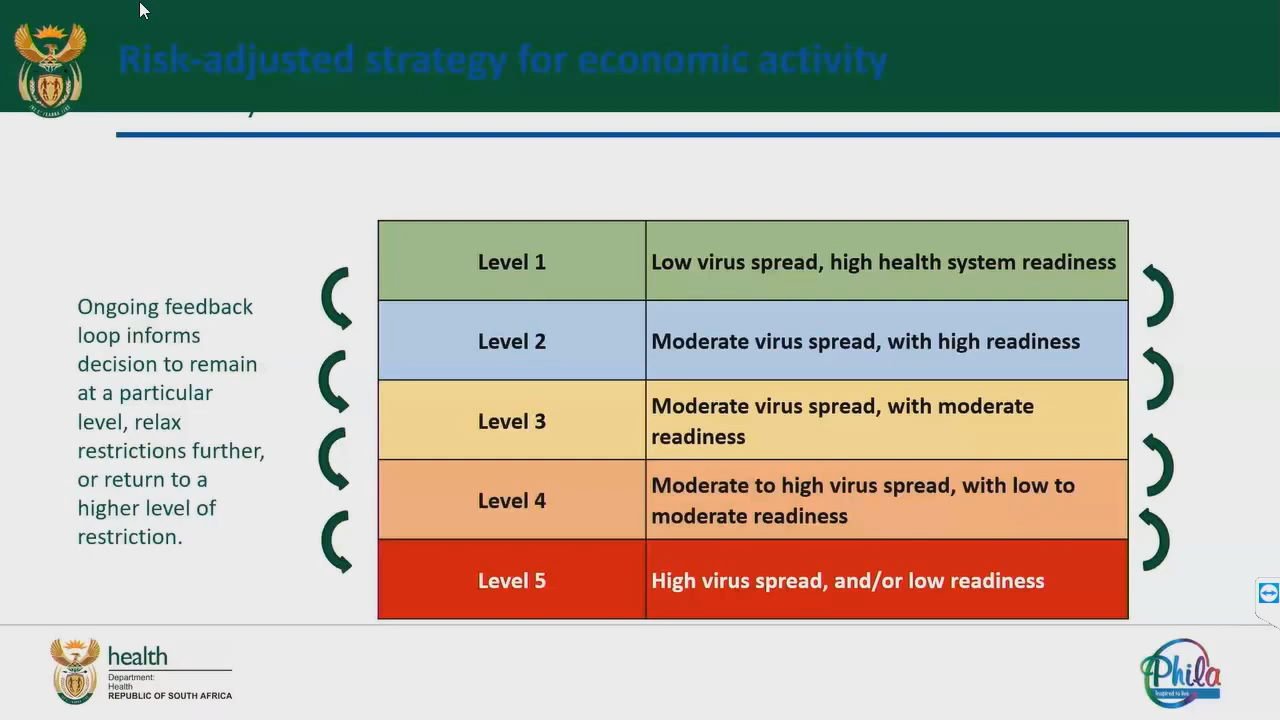 Risk-adjusted strategy for economic activity
Ongoing feedback
loop informs
decision to remain
at a particular
level, relax
restrictions further,
or return to a
higher level of
restriction.
Level 1
Low virus spread, high health system readiness
Level 2
Moderate virus spread, with high readiness
Level 3
Moderate virus spread, with moderate
readiness
Level 4
Moderate to high virus spread, with low to
moderate readiness
Level 5
High virus spread, and/or low readiness
health
Department:
Health
REPUBLIC OF SOUTH AFRICA
Phila
Inspired to live